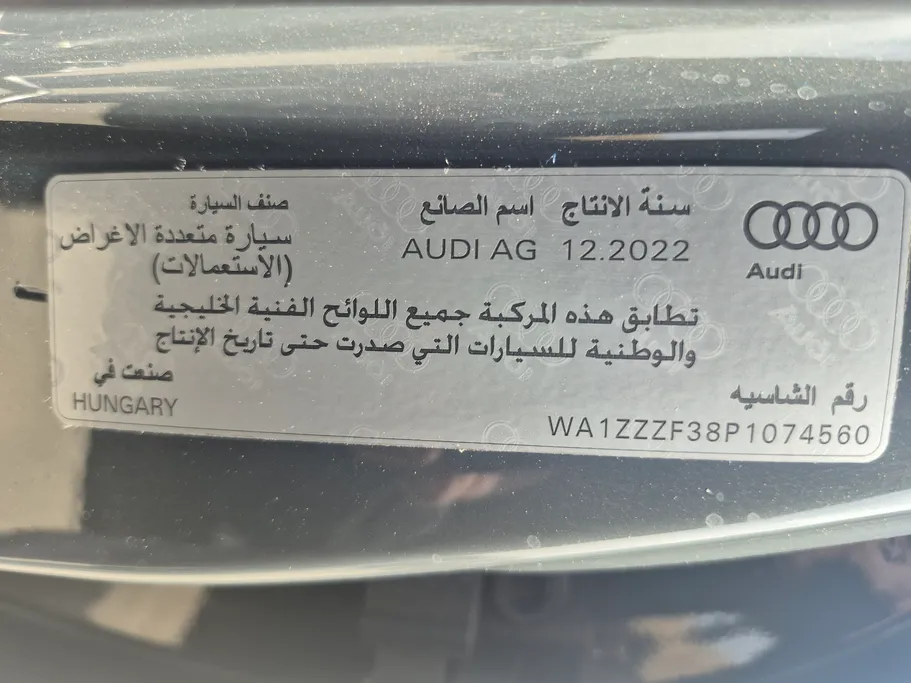 Audi
سنة الانتاج
12.2022
اسم الصانع
AUDI AG
صنف السيارة
سيارة متعددة الاغراض
(الاستعمالات)
تطابق هذه المركبة جميع اللوائح الفنية الخليجية
والوطنية للسيارات التي صدرت حتى تاريخ الإنتاج
رقم الشاسيه
WA1ZZZF38P1074560
صنعت في
HUNGARY